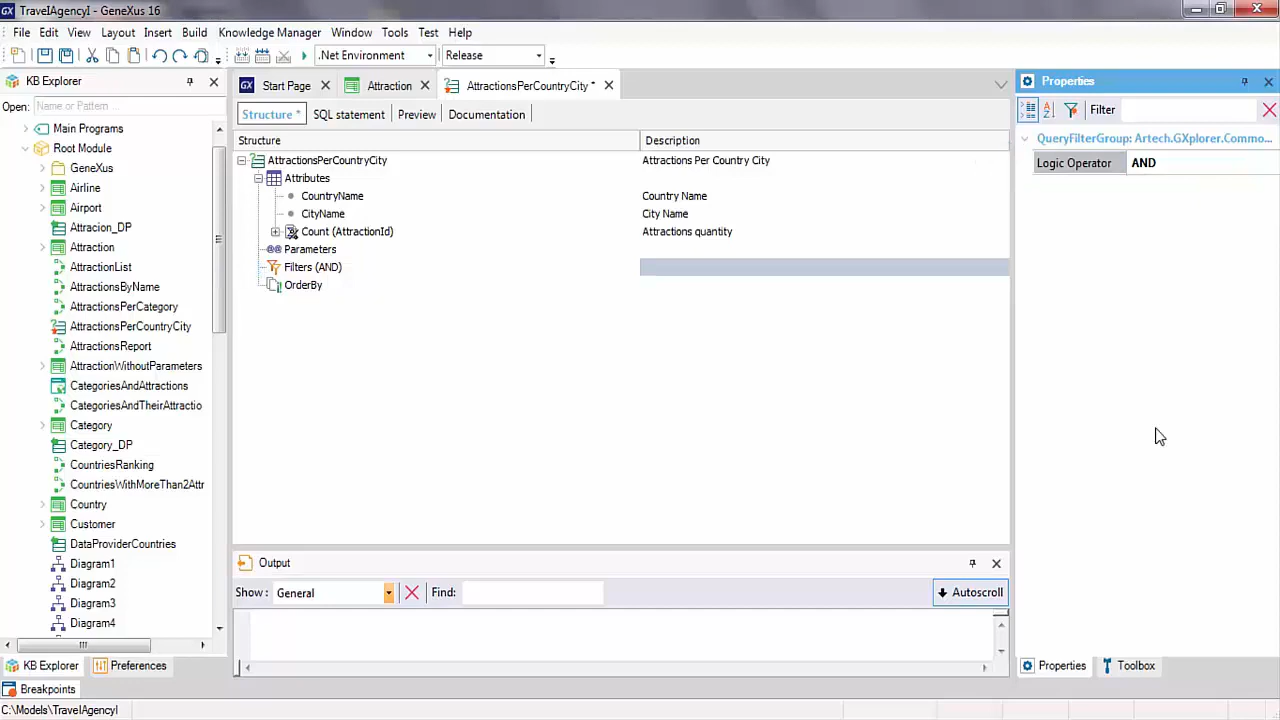 TravelAgencyI - GeneXus 16
File Edit View Layout Insert Build Knowledge Manager Window Tools Test Help
.Net Environment Release
KB Explorer
Open: Name or Pattern ...
Main Programs
Root Module
GeneXus
Airline
Airport
Attracion_DP
Attraction
AttractionList
AttractionsByName
AttractionsPerCategory
AttractionsPerCountryCity
AttractionsReport
AttractionWithoutParameters
CategoriesAndAttractions
CategoriesAndTheirAttractio
Category
Category_DP
CountriesRanking
CountriesWithMoreThan2Attr
Country
Customer
DataProviderCountries
Diagram1
Diagram2
Diagram3
Diagram4
KB Explorer Preferences
Breakpoints
C:\Models\TravelAgencyI
Start Page Attraction AttractionsPerCountryCity *
Structure * SQL statement Preview Documentation
Structure Description
AttractionsPerCountryCity Attractions Per Country City
Attributes
CountryName Country Name
CityName City Name
Count (AttractionId) Attractions quantity
Parameters
Filters (AND)
OrderBy
Output
Show : General Find: Autoscroll
Properties
Filter
QueryFilterGroup: Artech.GXplorer.Commo...
Logic Operator AND
Properties Toolbox